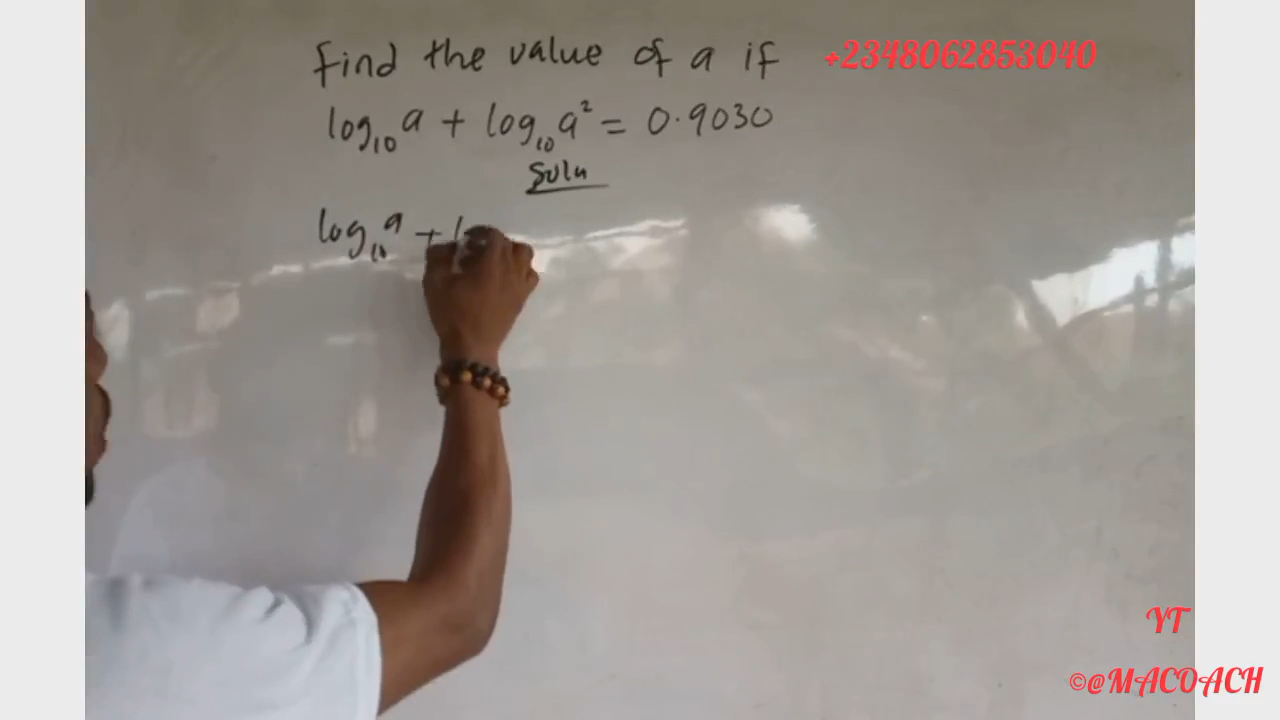 Find the value of a if +2348062853040
log₁₀a + log₁₀a² = 0.9030
Soln
log₁₀a +
YT
©@MACOACH